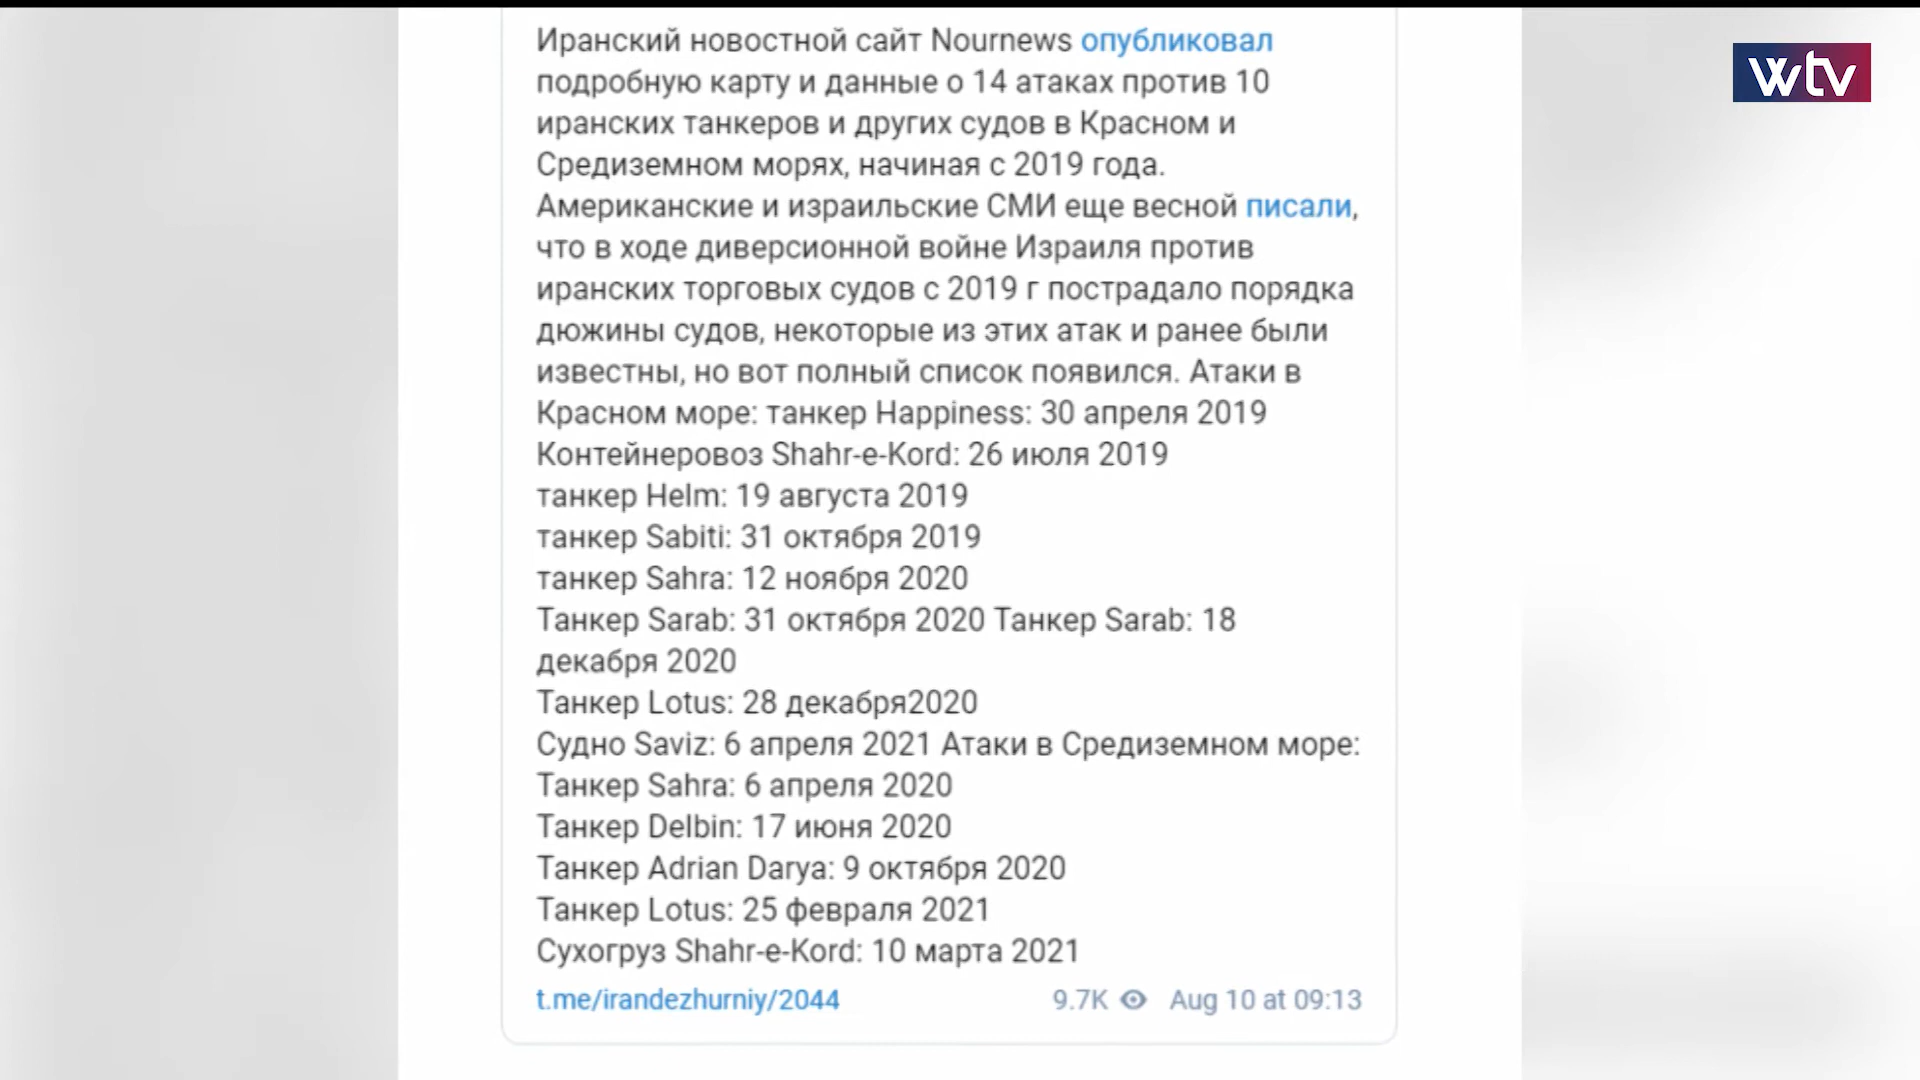 Иранский новостной сайт Nournews опубликовал
подробную карту и данные о 14 атаках против 10
иранских танкеров и других судов в Красном и
Средиземном морях, начиная с 2019 года.
Американские и израильские СМИ еще весной писали,
что в ходе диверсионной войне Израиля против
иранских торговых судов с 2019 г пострадало порядка
дюжины судов, некоторые из этих атак и ранее были
известны, но вот полный список появился. Атаки в
Красном море: танкер Happiness: 30 апреля 2019
Контейнеровоз Shahr-e-Kord: 26 июля 2019
танкер Helm: 19 августа 2019
танкер Sabiti: 31 октября 2019
танкер Sahra: 12 ноября 2020
Танкер Sarab: 31 октября 2020 Танкер Sarab: 18
декабря 2020
Танкер Lotus: 28 декабря2020
Судно Saviz: 6 апреля 2021 Атаки в Средиземном море:
Танкер Sahra: 6 апреля 2020
Танкер Delbin: 17 июня 2020
Танкер Adrian Darya: 9 октября 2020
Танкер Lotus: 25 февраля 2021
Сухогруз Shahr-e-Kord: 10 марта 2021
t.me/irandezhurniy/2044 9.7K Aug 10 at 09:13
wtv